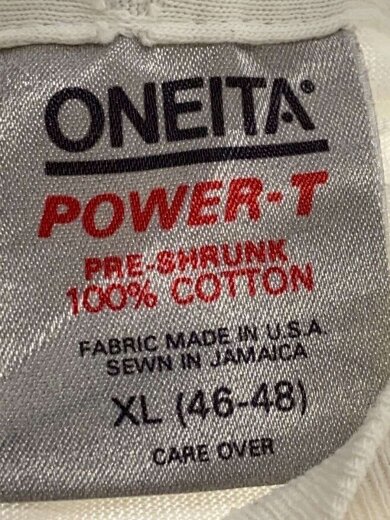 ONEITA®
POWER-T
PRE-SHRUNK
100% COTTON
FABRIC MADE IN U.S.A.
SEWN IN JAMAICA
XL (46-48)
CARE OVER